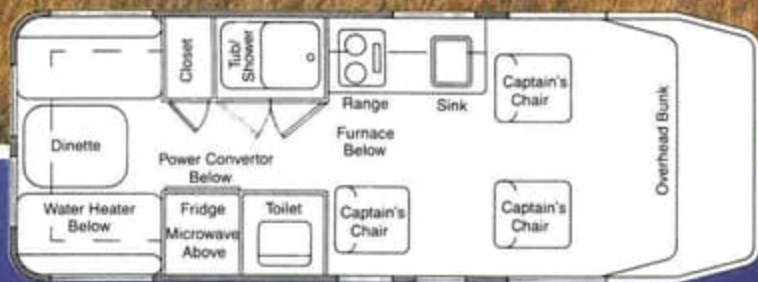 Closet
Tub/
Shower
Range
Sink
Captain's
Chair
Overhead Bunk
Dinette
Power Convertor
Below
Furnace
Below
Water Heater
Below
Fridge
Microwave
Above
Toilet
Captain's
Chair
Captain's
Chair